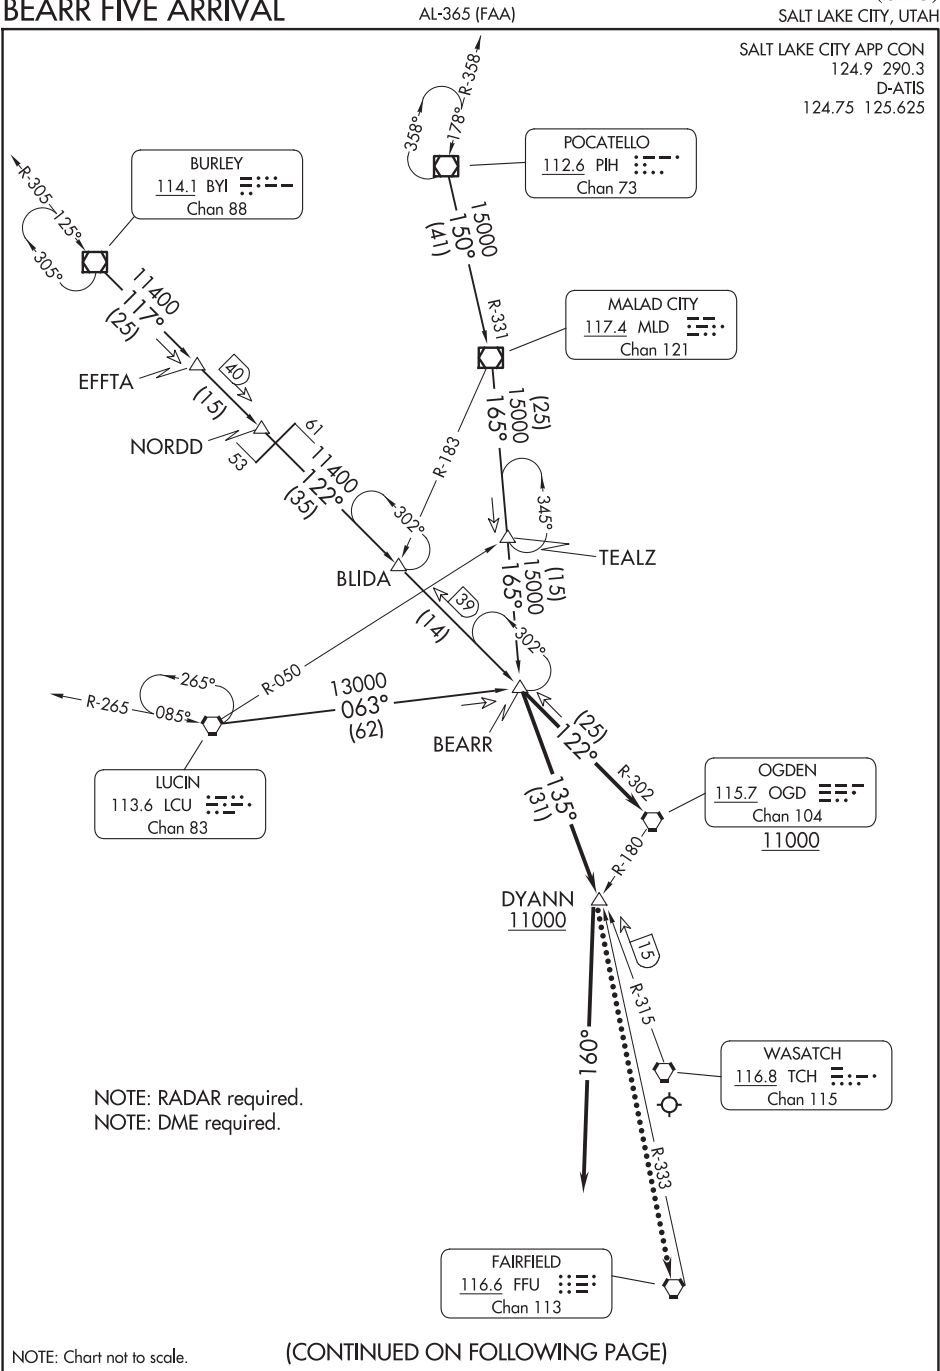 BEARR FIVE ARRIVAL
AL-365 (FAA)
SALT LAKE CITY, UTAH
SALT LAKE CITY APP CON
124.9 290.3
D-ATIS
124.75 125.625
R-358
358°
178°
POCATELLO
112.6 PIH
Chan 73
BURLEY
114.1 BYI
Chan 88
R-305
125°
305°
15000
150°
(41)
R-331
11400
117°
(25)
MALAD CITY
117.4 MLD
Chan 121
EFFTA
40
(15)
NORDD
53
61
11400
122°
(35)
R-183
(25)
15000
165°
302°
345°
BLIDA
TEALZ
39
(14)
(15)
15000
165°
302°
R-050
R-265
265°
085°
13000
063°
(62)
BEARR
(25)
122°
R-302
LUCIN
113.6 LCU
Chan 83
135°
(31)
OGDEN
115.7 OGD
Chan 104
11000
R-180
DYANN
11000
15
R-315
160°
WASATCH
116.8 TCH
Chan 115
NOTE: RADAR required.
NOTE: DME required.
R-333
FAIRFIELD
116.6 FFU
Chan 113
NOTE: Chart not to scale.
(CONTINUED ON FOLLOWING PAGE)